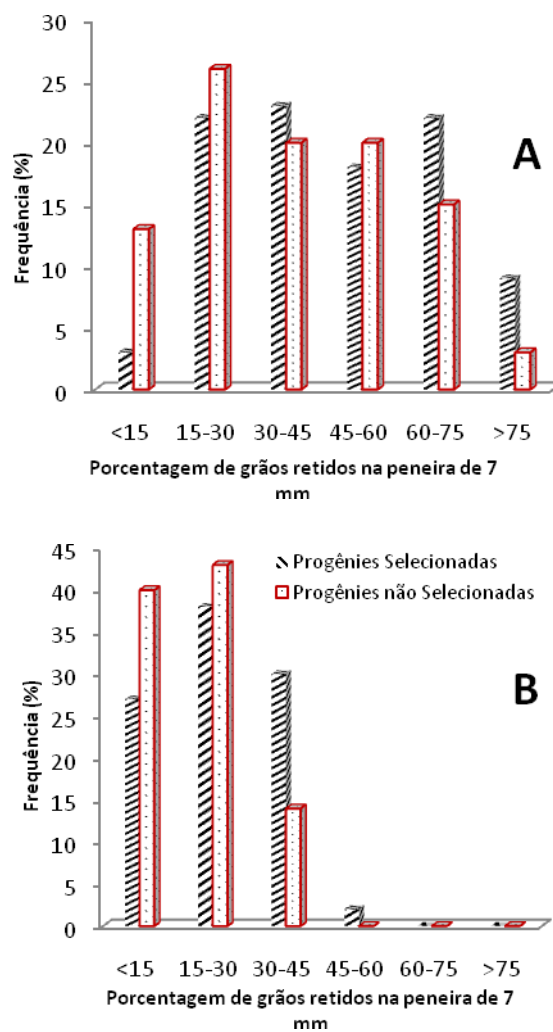 30
25
20
15
10
5
0
Frequência (%)
A
<15 15-30 30-45 45-60 60-75 >75
Porcentagem de grãos retidos na peneira de 7
mm
45
40
35
30
25
20
15
10
5
0
Frequência (%)
Progênies Selecionadas
Progênies não Selecionadas
B
<15 15-30 30-45 45-60 60-75 >75
Porcentagem de grãos retidos na peneira de 7
mm